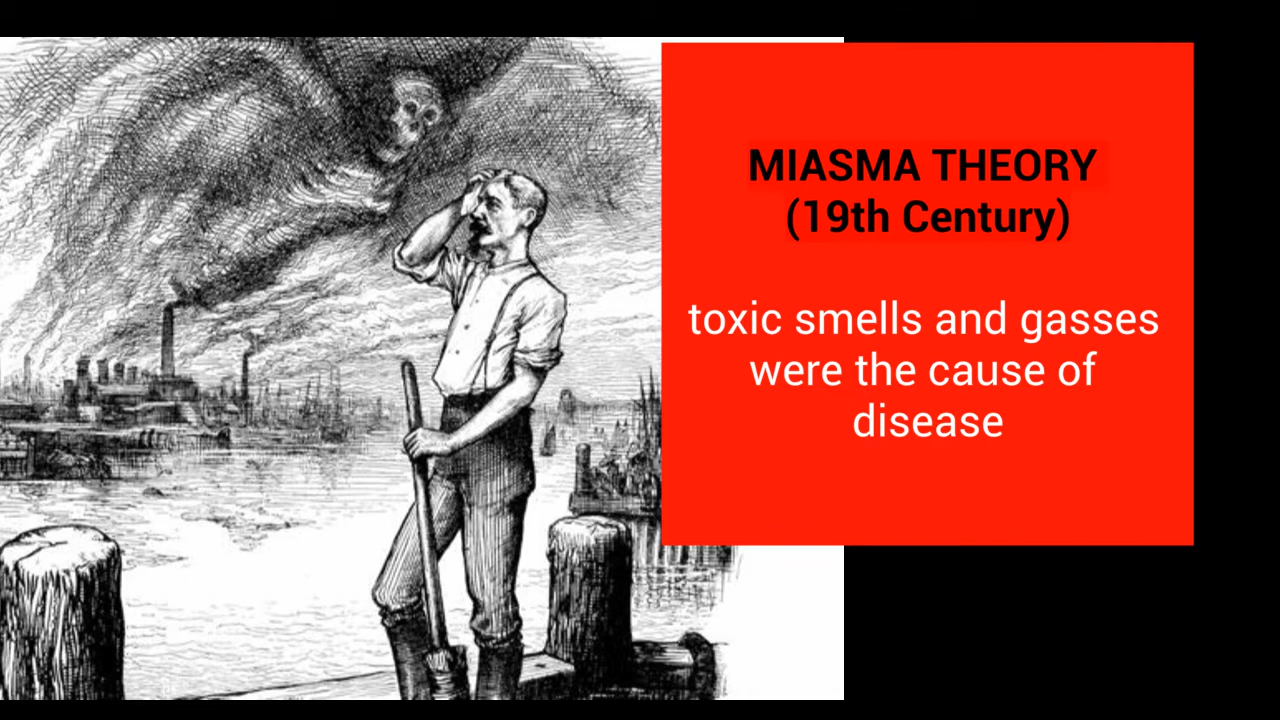 MIASMA THEORY
(19th Century)
toxic smells and gasses
were the cause of
disease